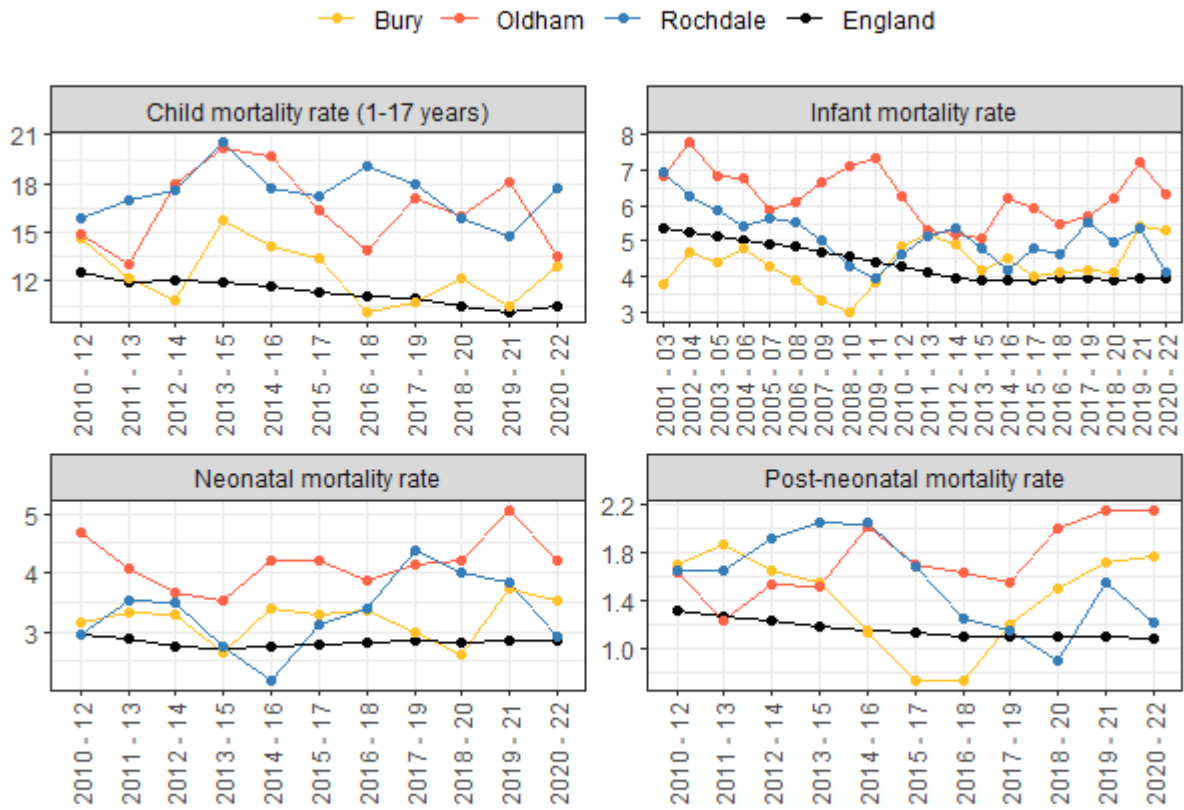 Bury Oldham Rochdale England
Child mortality rate (1-17 years)
21
18
15
12
2010 - 12
2011 - 13
2012 - 14
2013 - 15
2014 - 16
2015 - 17
2016 - 18
2017 - 19
2018 - 20
2019 - 21
2020 - 22
Infant mortality rate
8
7
6
5
4
3
2001 - 03
2002 - 04
2003 - 05
2004 - 06
2005 - 07
2006 - 08
2007 - 09
2008 - 10
2009 - 11
2010 - 12
2011 - 13
2012 - 14
2013 - 15
2014 - 16
2015 - 17
2016 - 18
2017 - 19
2018 - 20
2019 - 21
2020 - 22
Neonatal mortality rate
5
4
3
2010 - 12
2011 - 13
2012 - 14
2013 - 15
2014 - 16
2015 - 17
2016 - 18
2017 - 19
2018 - 20
2019 - 21
2020 - 22
Post-neonatal mortality rate
2.2
1.8
1.4
1.0
2010 - 12
2011 - 13
2012 - 14
2013 - 15
2014 - 16
2015 - 17
2016 - 18
2017 - 19
2018 - 20
2019 - 21
2020 - 22